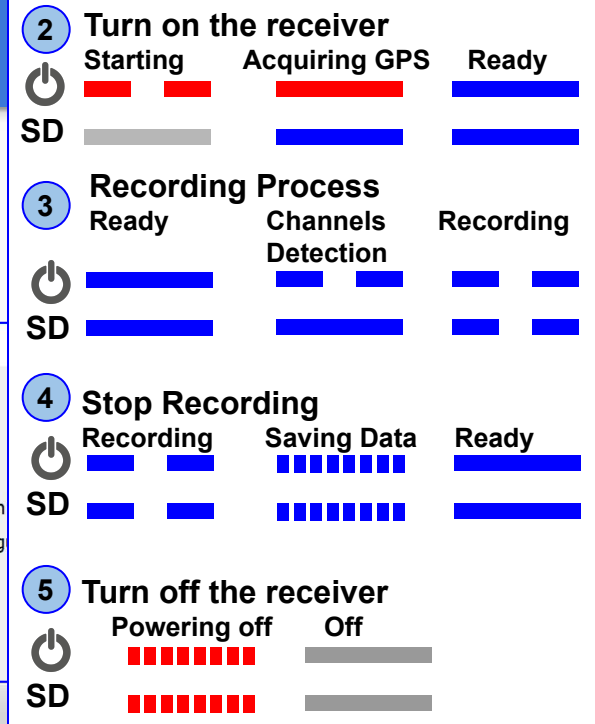 2 Turn on the receiver
Starting Acquiring GPS Ready
SD
3 Recording Process
Ready Channels Recording
Detection
SD
4 Stop Recording
Recording Saving Data Ready
SD
5 Turn off the receiver
Powering off Off
SD